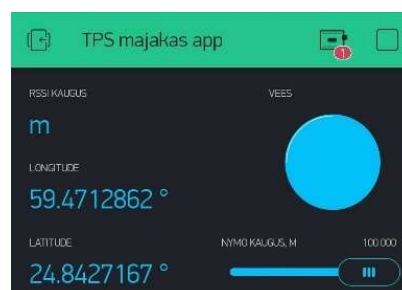 TPS majakas app
1
RSSI KAUGUS
VEES
m
LONGITUDE
59.4712862 °
LATITUDE
NYMO KAUGUS, M
100.000
24.8427167 °